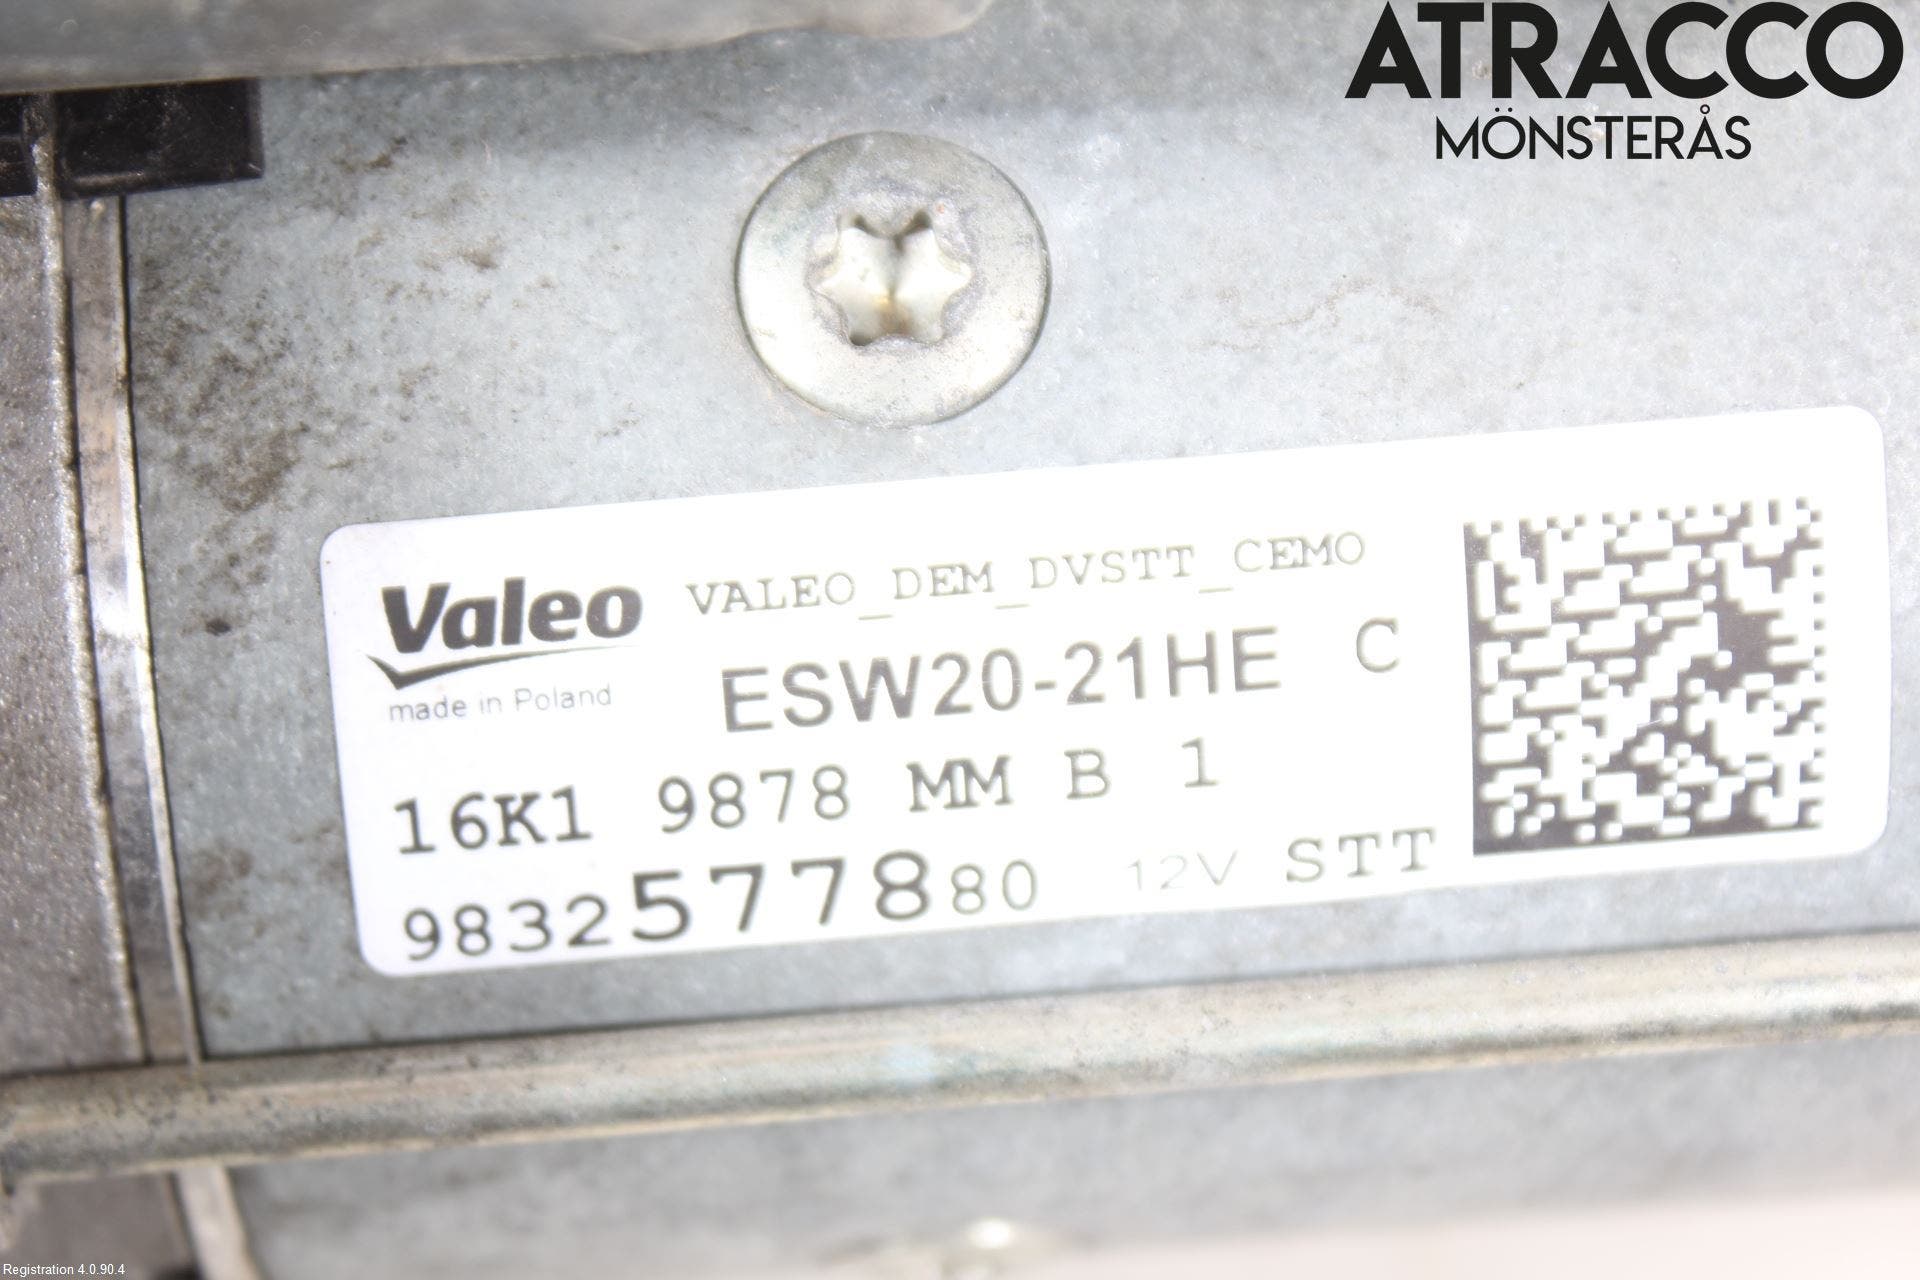 ATRACCO
MÖNSTERÅS
Valeo VALEO_DEM_DVSTT_CEMO
made in Poland ESW20-21HE C
16K1 9878 MM B 1
9832577880 12V STT
Registration 4.0.90.4